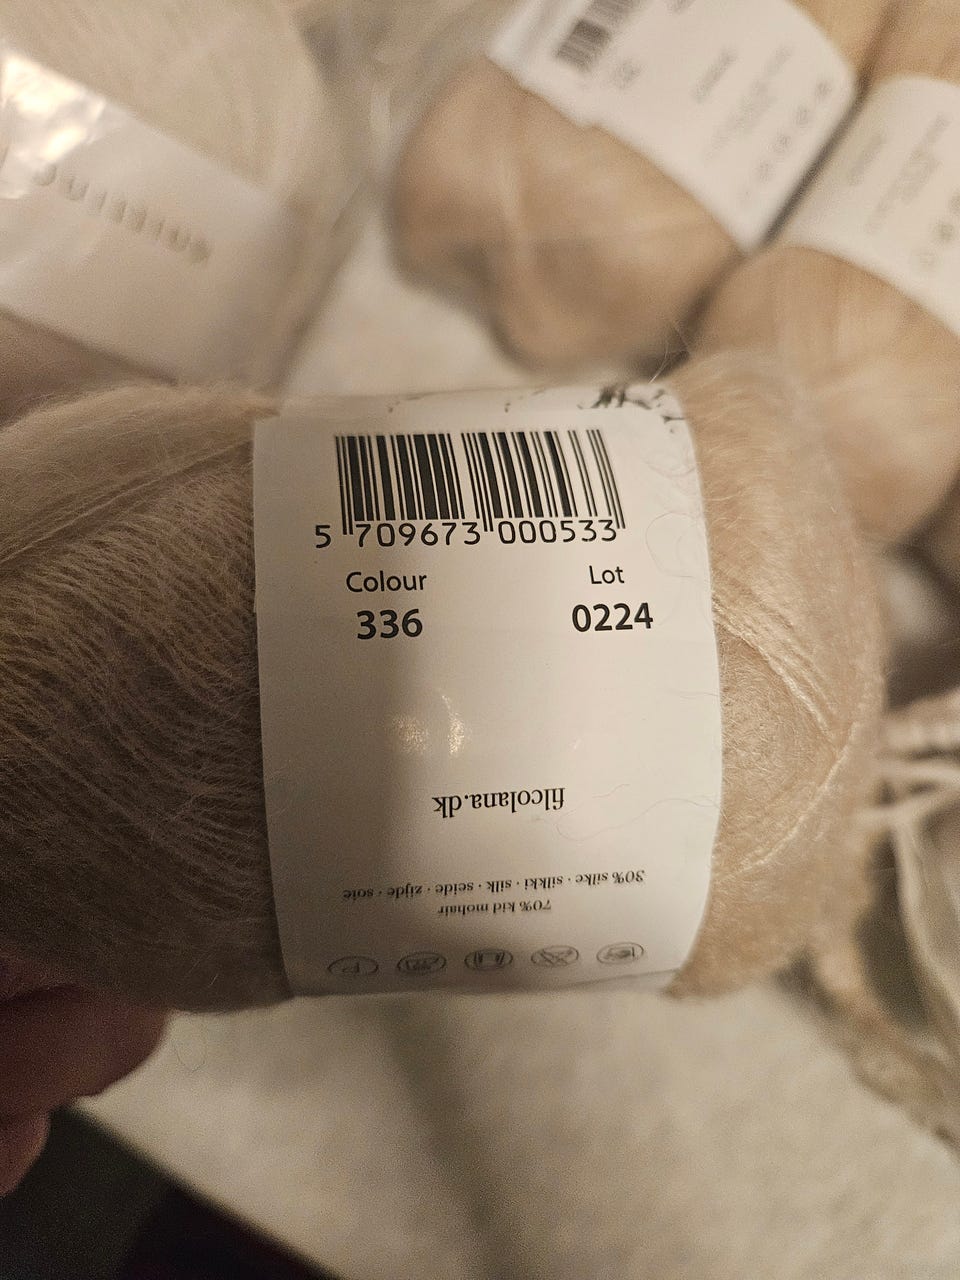 5 709673 000533
Colour Lot
336 0224
filcolana.dk
70% kid mohair
30% silke · silkki · silk · seide · zijde · soie